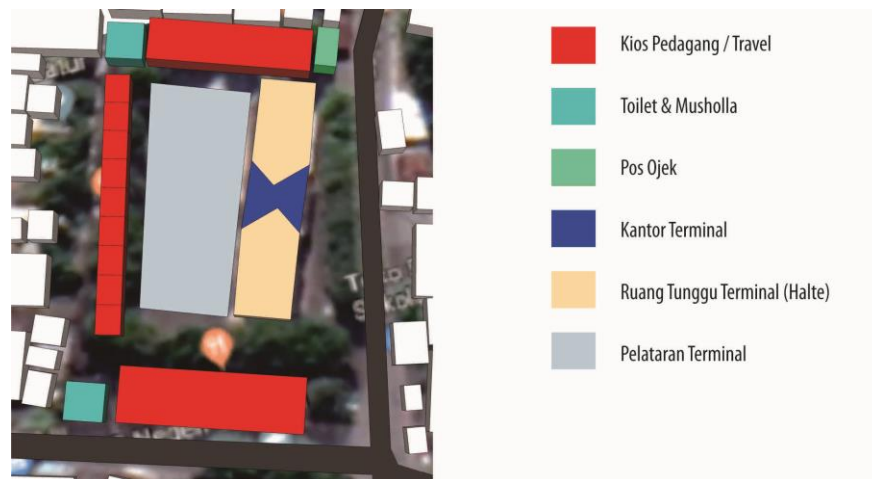 Kios Pedagang / Travel
Toilet & Musholla
Pos Ojek
Kantor Terminal
Ruang Tunggu Terminal (Halte)
Pelataran Terminal